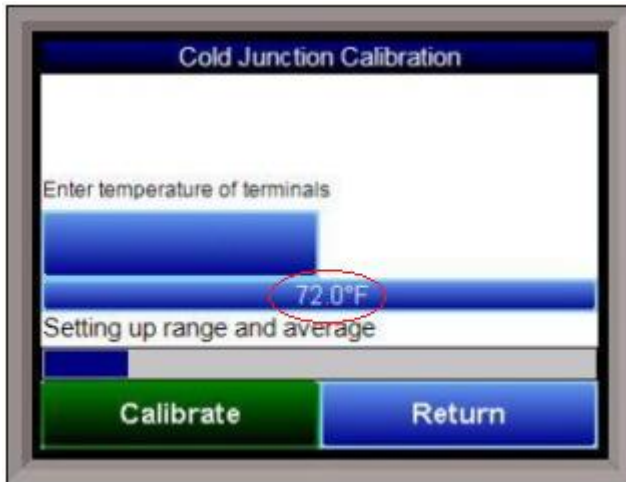 Cold Junction Calibration
Enter temperature of terminals
72.0°F
Setting up range and average
Calibrate
Return